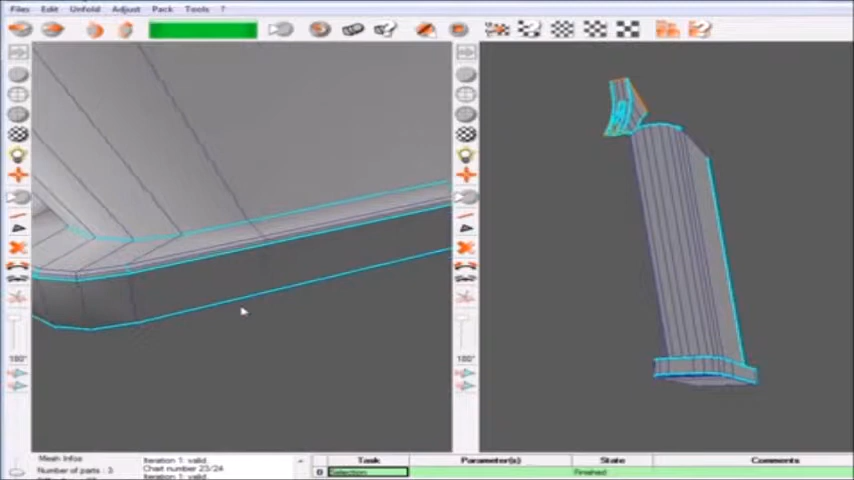 Files Edit Unfold Adjust Pack Tools ?
180°
180°
Mesh Infos
Number of parts : 3
Iteration 1: valid.
Chart number 23/24
Iteration 1: valid.
Task Parameter(s) State Comments
0 Selection Finished